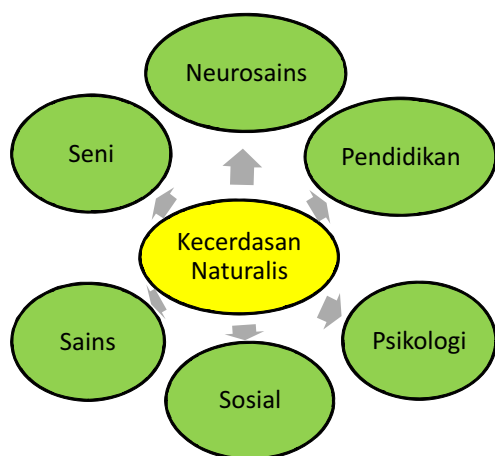 Neurosains
Seni
Pendidikan
Kecerdasan
Naturalis
Sains
Psikologi
Sosial